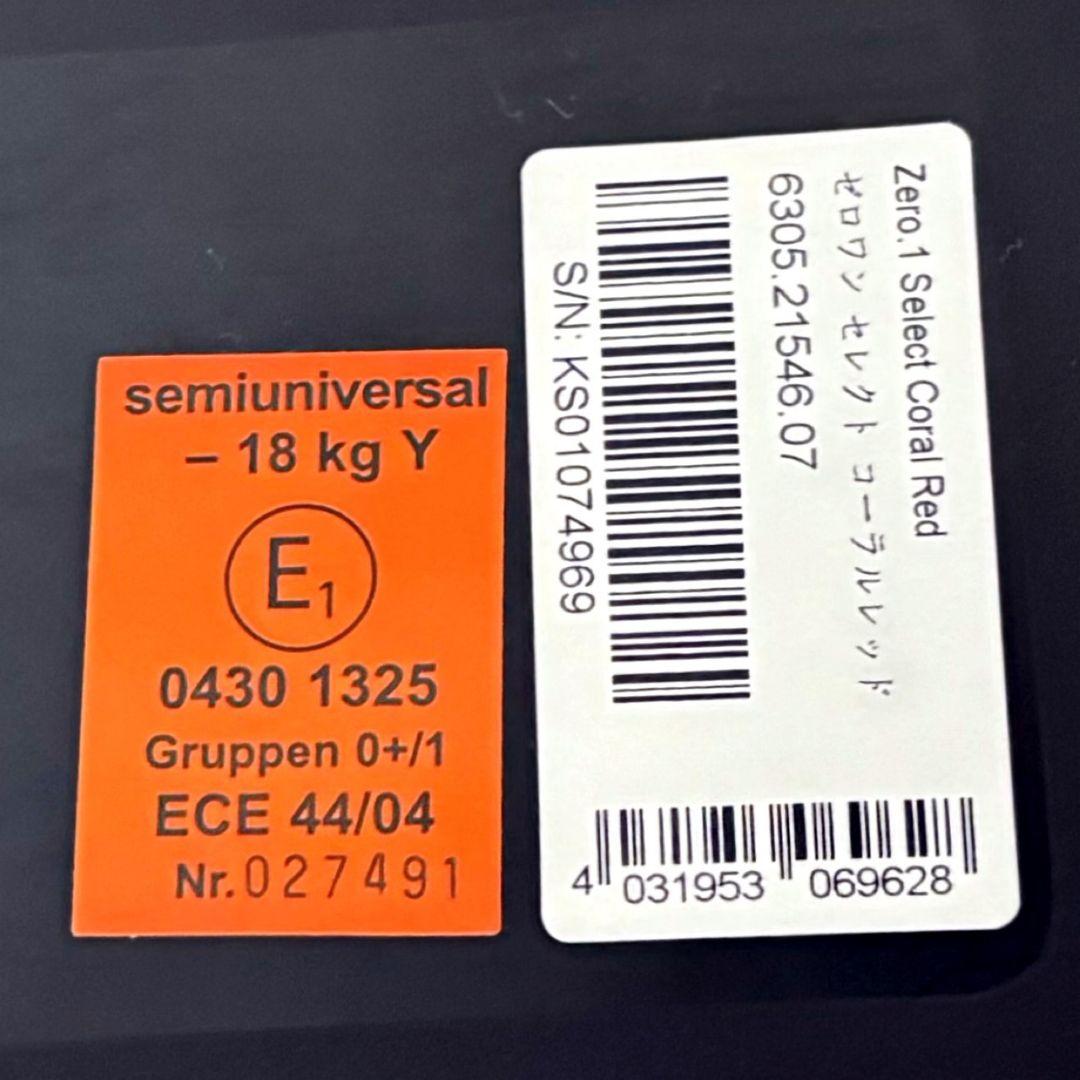 semiuniversal
– 18 kg Y
E1
0430 1325
Gruppen 0+/1
ECE 44/04
Nr.027491
Zero.1 Select Coral Red
ゼロワン セレクト コーラルレッド
6305.21546.07
S/N: KS01074969
4 031953 069628